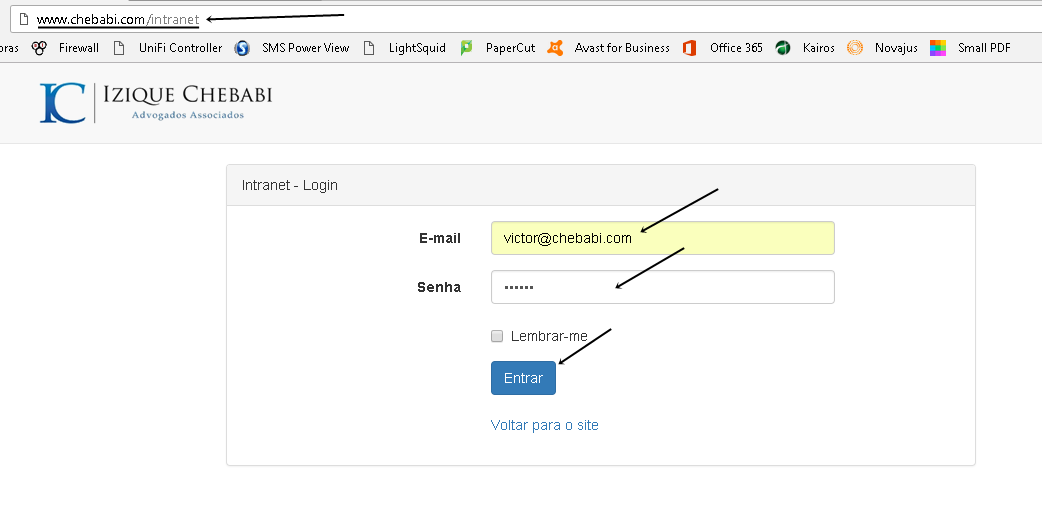 www.chebabi.com/intranet
oras Firewall UniFi Controller SMS Power View LightSquid PaperCut Avast for Business Office 365 Kairos Novajus Small PDF
IC IZIQUE CHEBABI
Advogados Associados
Intranet - Login
E-mail victor@chebabi.com
Senha ••••••
Lembrar-me
Entrar
Voltar para o site